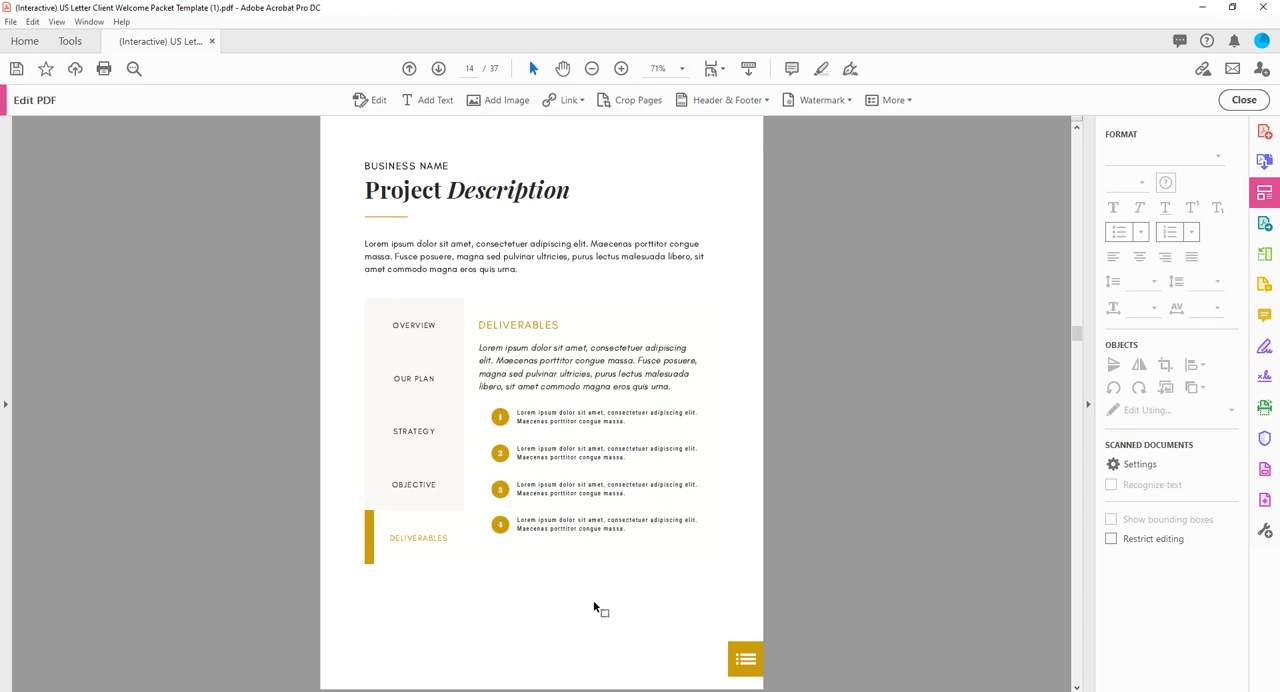 (Interactive) US Letter Client Welcome Packet Template (1).pdf - Adobe Acrobat Pro DC
File Edit View Window Help
Home Tools (Interactive) US Let... ×
14 / 37 71%
Edit PDF Edit Add Text Add Image Link Crop Pages Header & Footer Watermark More Close
FORMAT
BUSINESS NAME
Project Description
Lorem ipsum dolor sit amet, consectetuer adipiscing elit. Maecenas porttitor congue
massa. Fusce posuere, magna sed pulvinar ultricies, purus lectus malesuada libero, sit
amet commodo magna eros quis urna.
OVERVIEW
OUR PLAN
STRATEGY
OBJECTIVE
DELIVERABLES
DELIVERABLES
Lorem ipsum dolor sit amet, consectetuer adipiscing
elit. Maecenas porttitor congue massa. Fusce posuere,
magna sed pulvinar ultricies, purus lectus malesuada
libero, sit amet commodo magna eros quis urna.
1 Lorem ipsum dolor sit amet, consectetuer adipiscing elit.
Maecenas porttitor congue massa.
2 Lorem ipsum dolor sit amet, consectetuer adipiscing elit.
Maecenas porttitor congue massa.
3 Lorem ipsum dolor sit amet, consectetuer adipiscing elit.
Maecenas porttitor congue massa.
4 Lorem ipsum dolor sit amet, consectetuer adipiscing elit.
Maecenas porttitor congue massa.
OBJECTS
Edit Using...
SCANNED DOCUMENTS
Settings
Recognize text
Show bounding boxes
Restrict editing